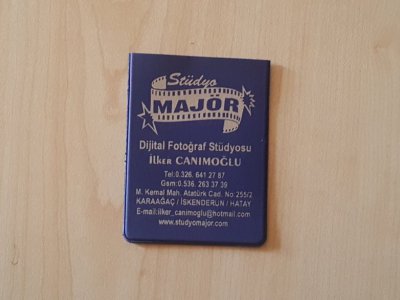 Stüdyo
MAJÖR
Dijital Fotoğraf Stüdyosu
İLKER CANIMOĞLU
Tel:0.326. 641 27 87
Gsm:0.536. 263 37 39
M. Kemal Mah. Atatürk Cad. No:255/2
KARAAĞAÇ / İSKENDERUN / HATAY
E-mail:ilker_canimoglu@hotmail.com
www.studyomajor.com